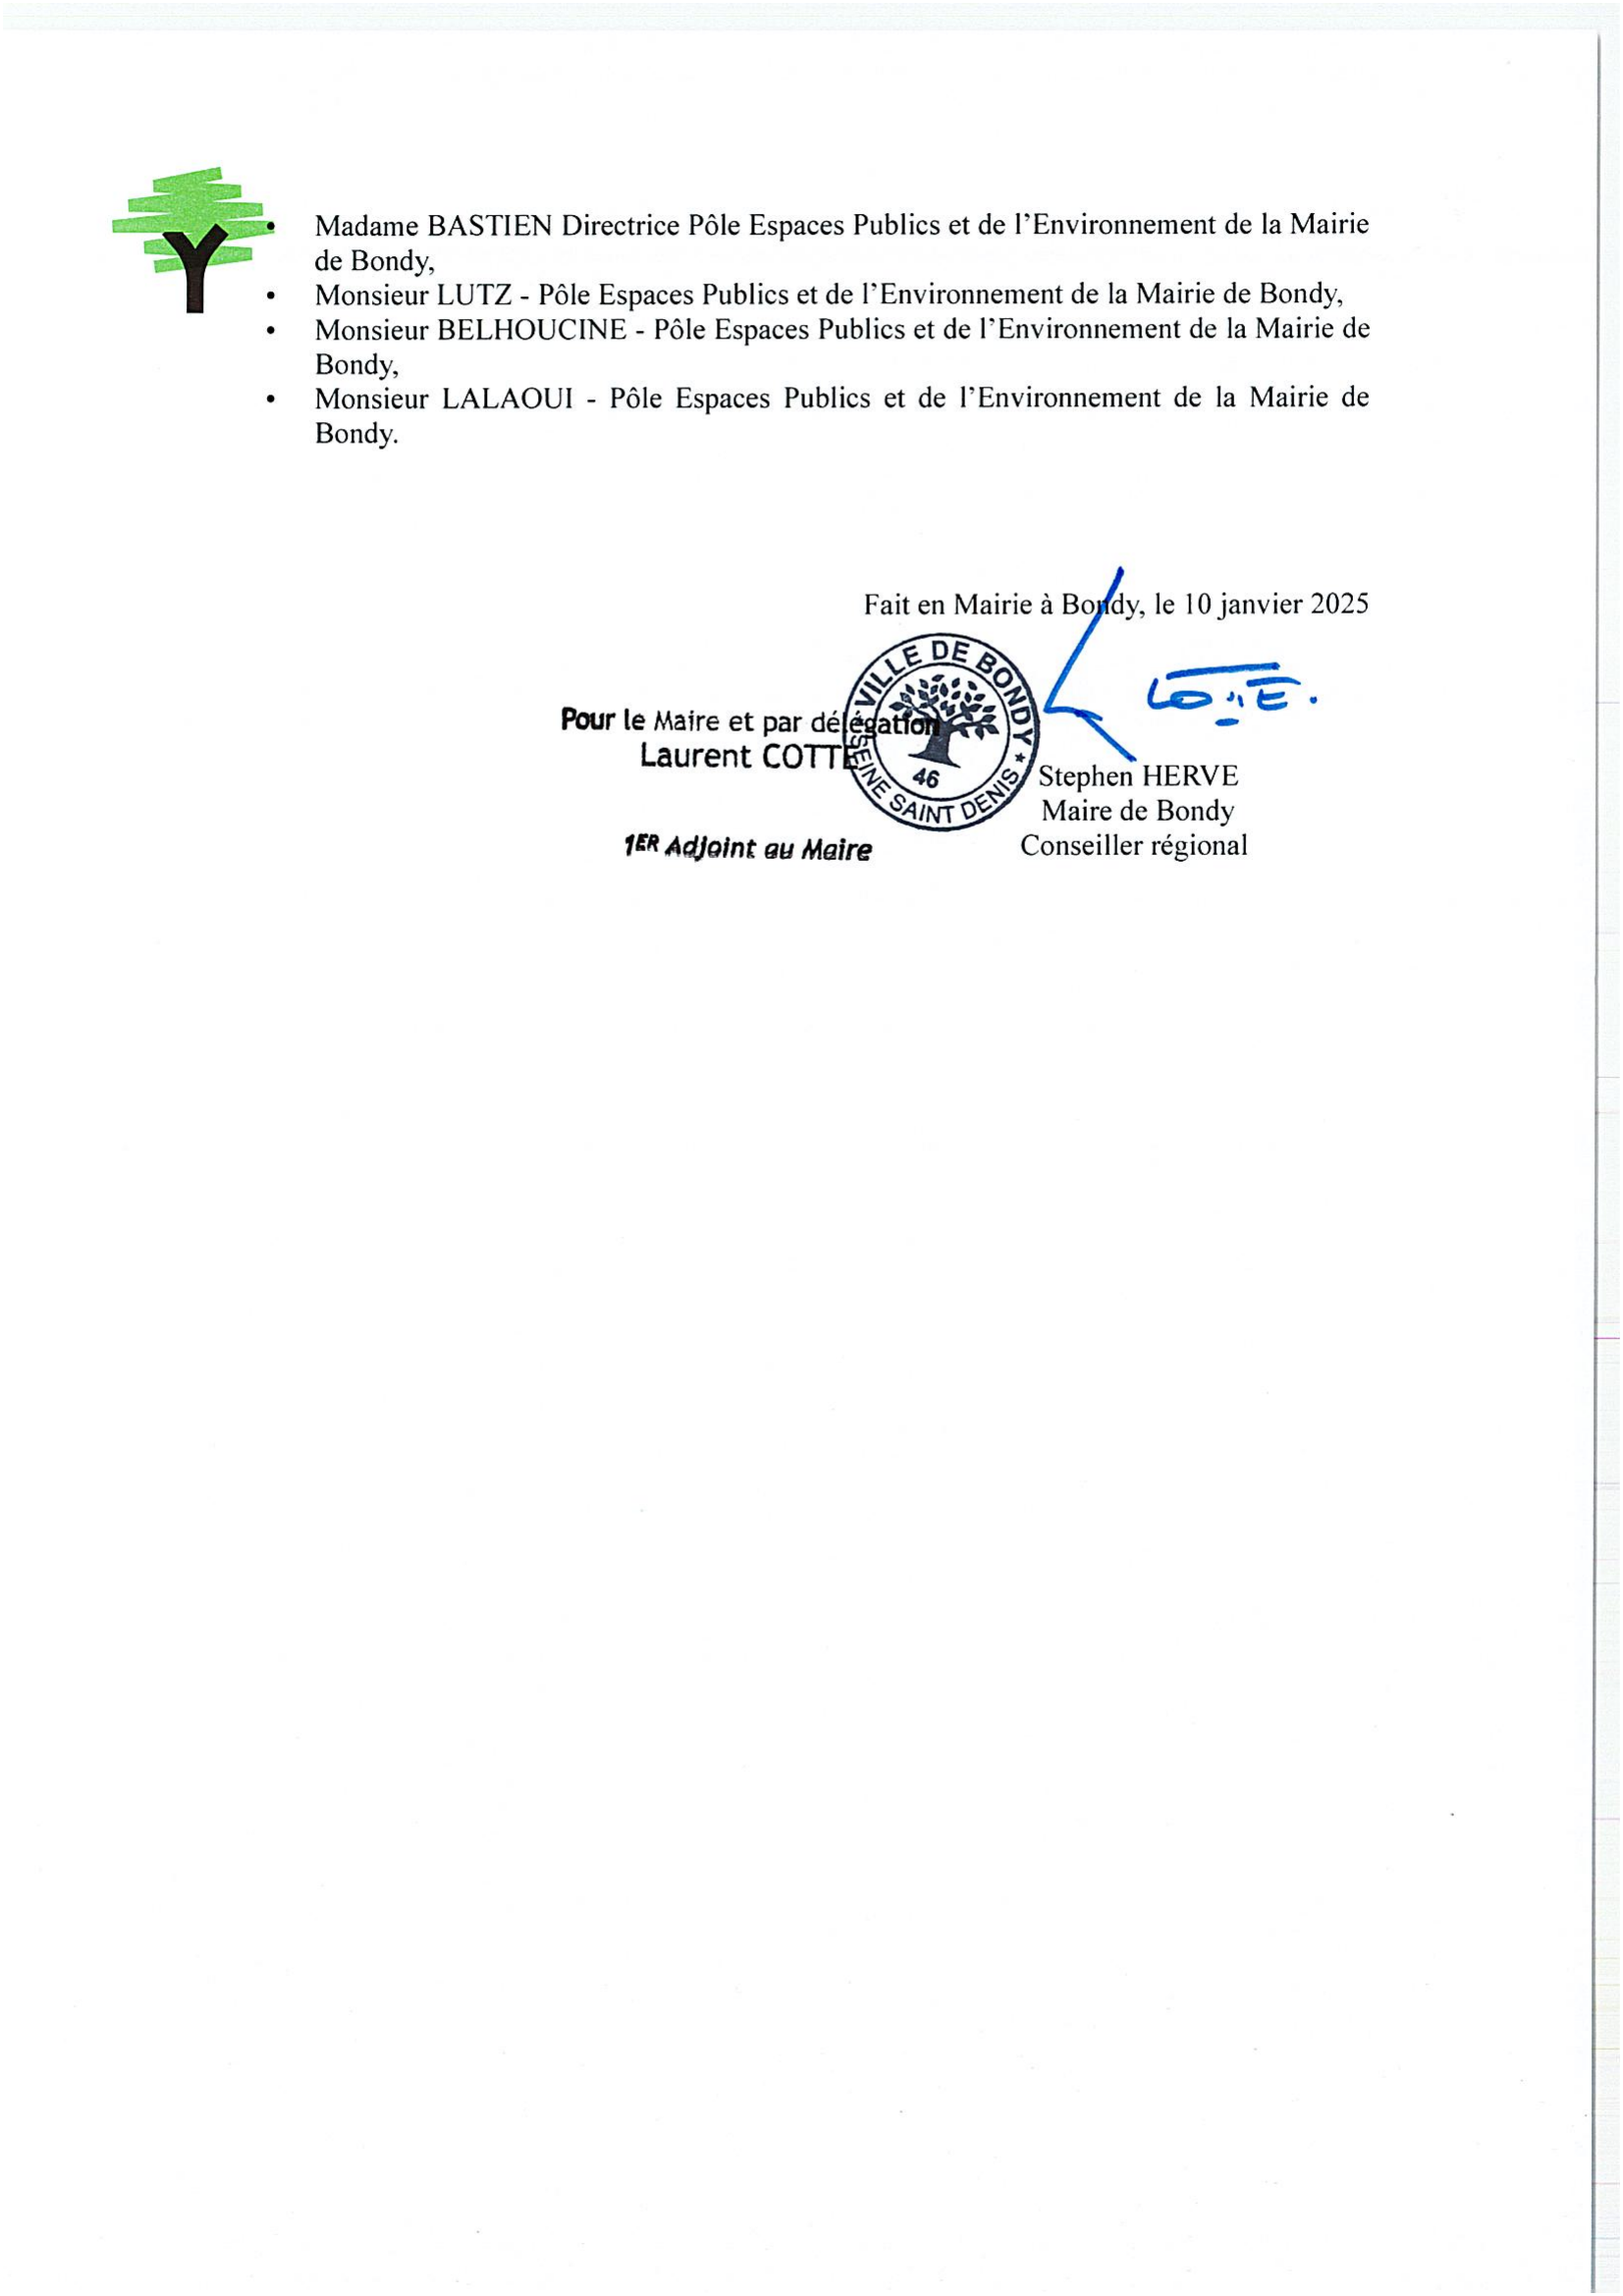 • Madame BASTIEN Directrice Pôle Espaces Publics et de l’Environnement de la Mairie
de Bondy,
• Monsieur LUTZ - Pôle Espaces Publics et de l’Environnement de la Mairie de Bondy,
• Monsieur BELHOUCINE - Pôle Espaces Publics et de l’Environnement de la Mairie de
Bondy,
• Monsieur LALAOUI - Pôle Espaces Publics et de l’Environnement de la Mairie de
Bondy.
Fait en Mairie à Bondy, le 10 janvier 2025
VILLE DE BONDY
46
SEINE SAINT DENIS
Pour le Maire et par délégation
Laurent COTTE
1ER Adjoint au Maire
Stephen HERVE
Maire de Bondy
Conseiller régional